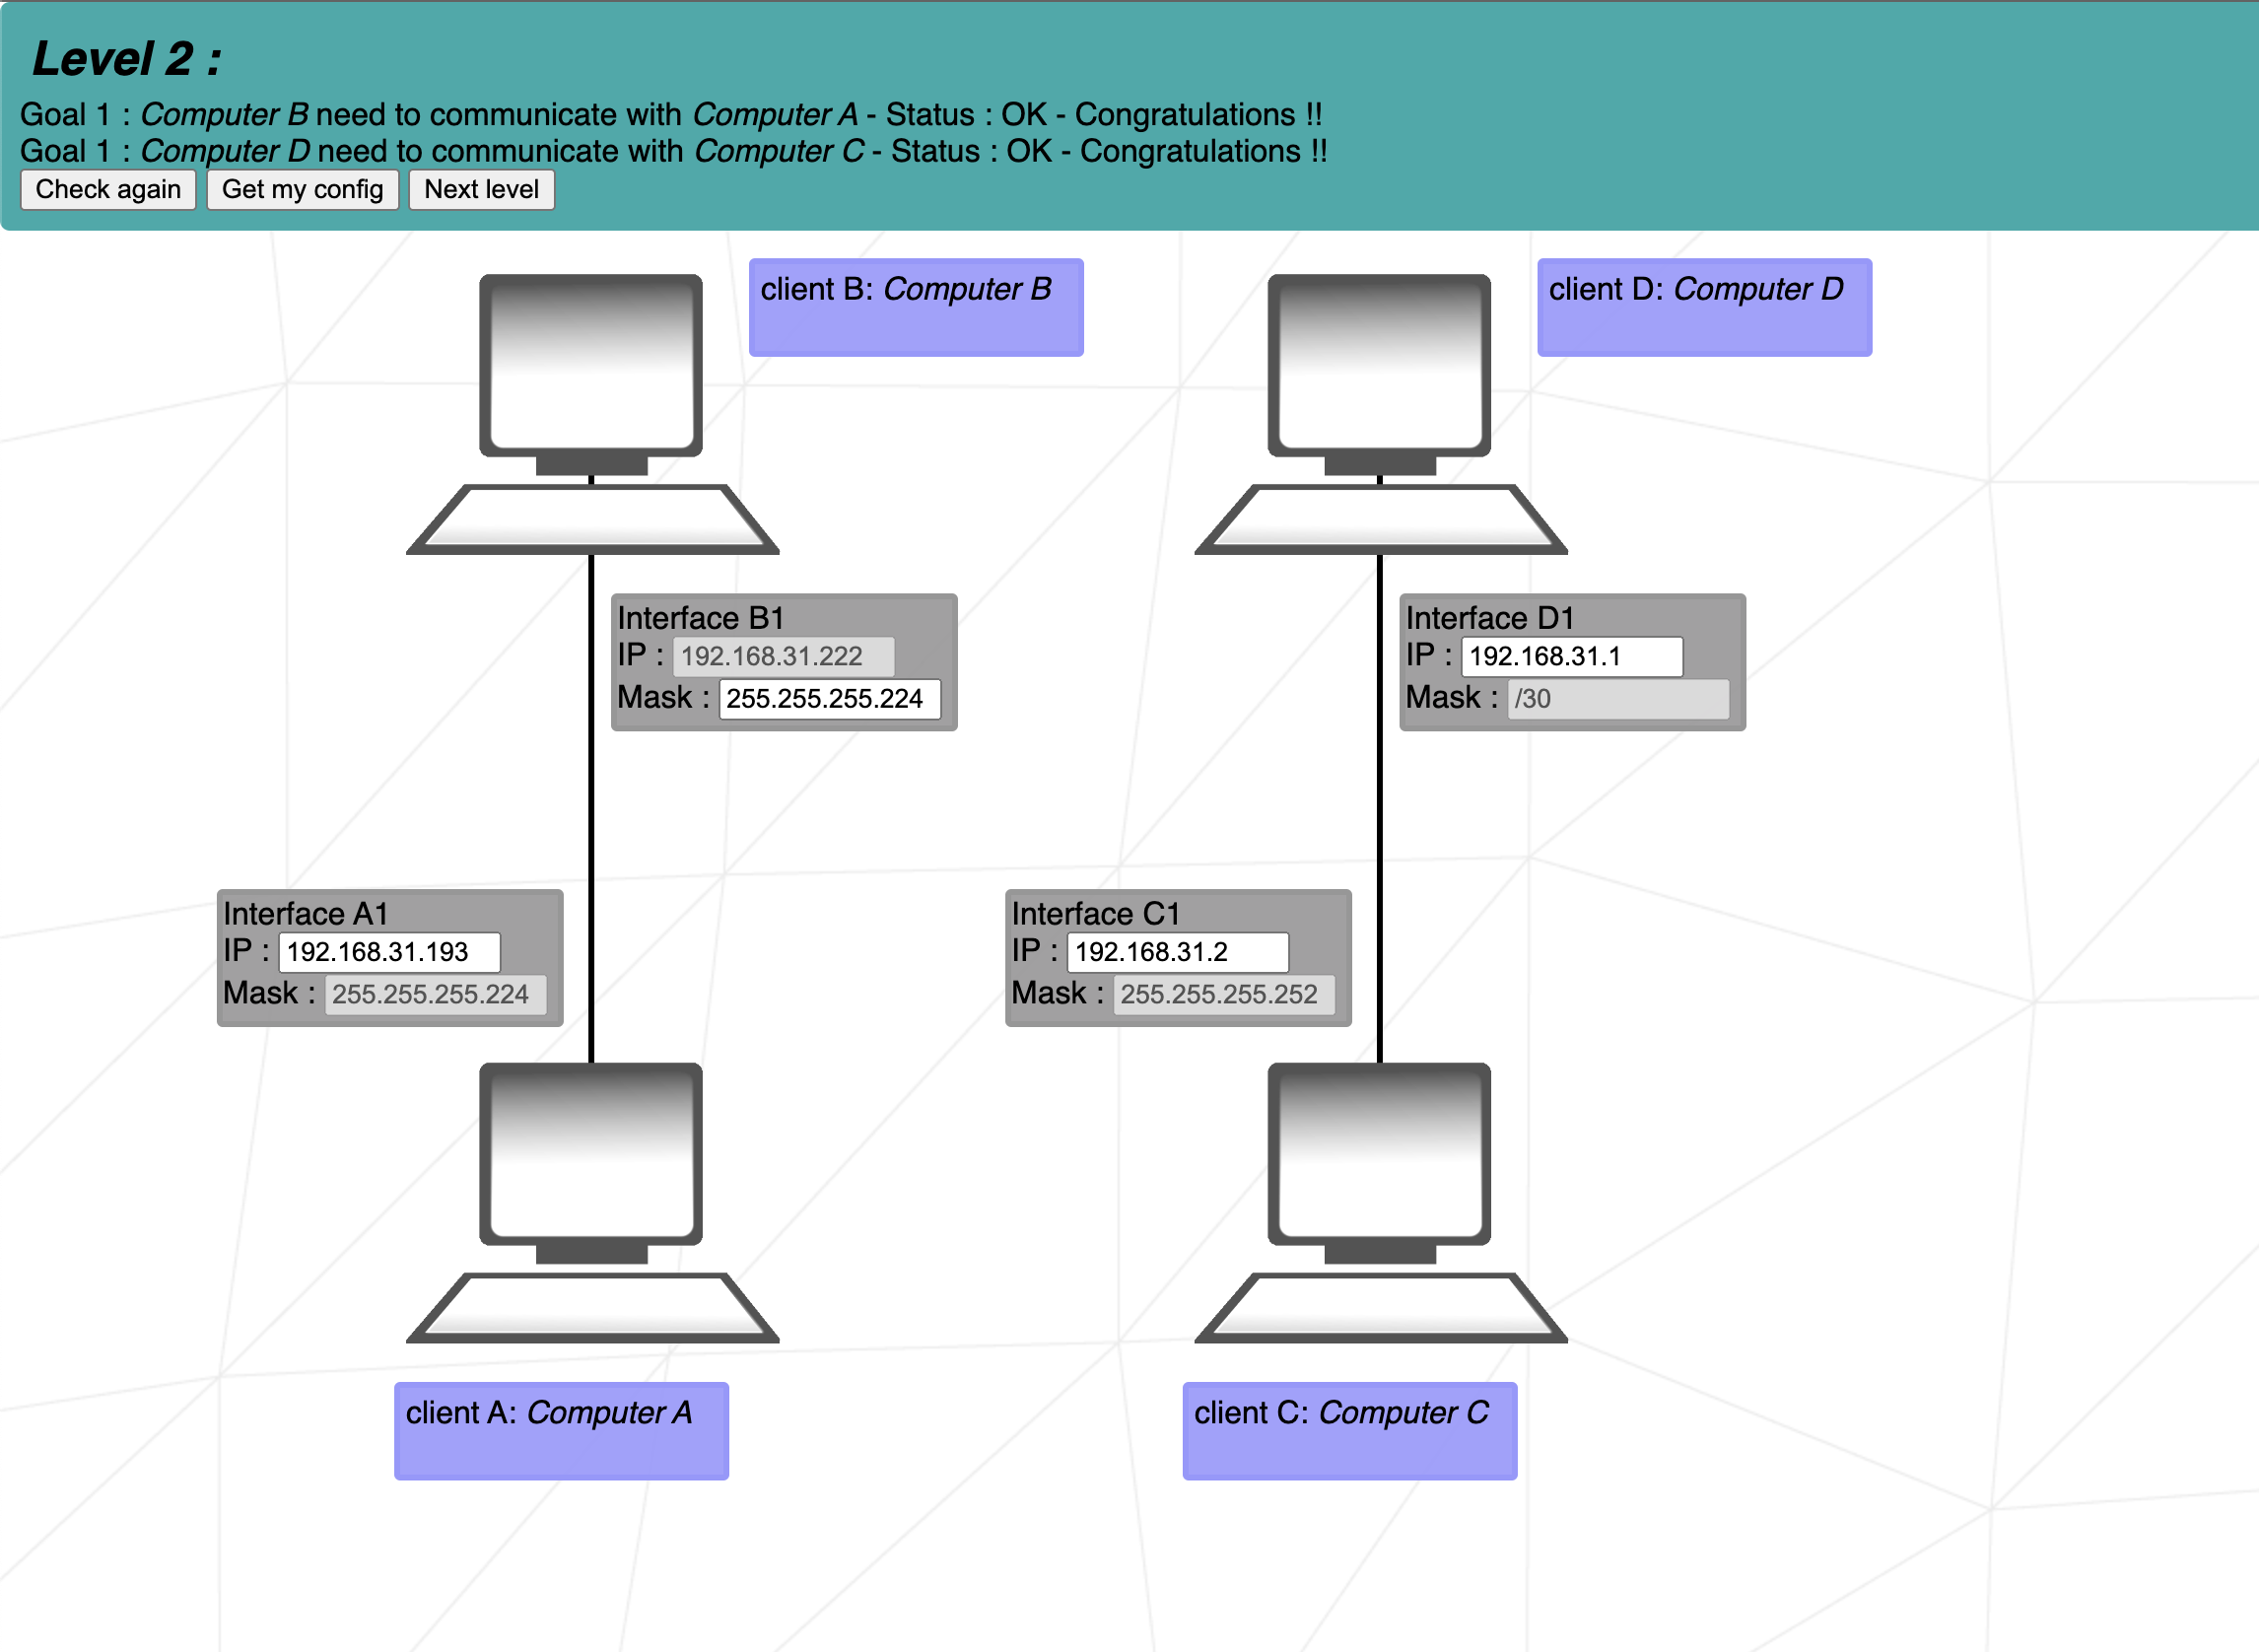 Level 2 :
Goal 1 : Computer B need to communicate with Computer A - Status : OK - Congratulations !!
Goal 1 : Computer D need to communicate with Computer C - Status : OK - Congratulations !!
Check again Get my config Next level
client B: Computer B
client D: Computer D
Interface B1
IP : 192.168.31.222
Mask : 255.255.255.224
Interface D1
IP : 192.168.31.1
Mask : /30
Interface A1
IP : 192.168.31.193
Mask : 255.255.255.224
Interface C1
IP : 192.168.31.2
Mask : 255.255.255.252
client A: Computer A
client C: Computer C